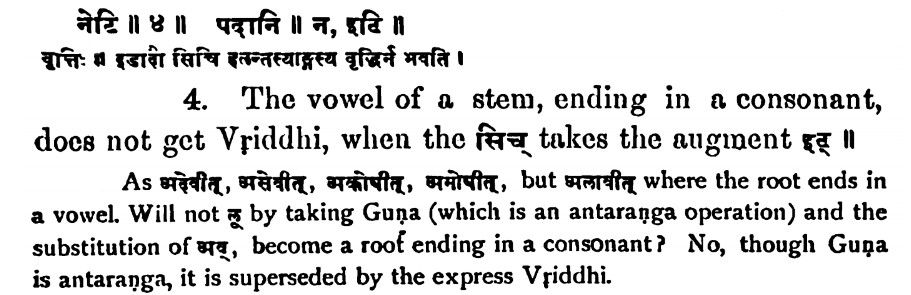 नेटि ॥ ४ ॥ पदानि ॥ न, इटि ॥
वृत्तिः ॥ इडादौ सिचि हलन्तस्याङ्गस्य वृद्धिर्न भवति ।
4. The vowel of a stem, ending in a consonant,
does not get Vṛiddhi, when the सिच् takes the augment इट् ॥
As अदेवीत्, असेवीत्, अकोषीत्, अमोषीत्, but अलावीत् where the root ends in
a vowel. Will not लू by taking Guṇa (which is an antaraṇga operation) and the
substitution of अव्, become a root ending in a consonant? No, though Guṇa
is antaraṇga, it is superseded by the express Vṛiddhi.